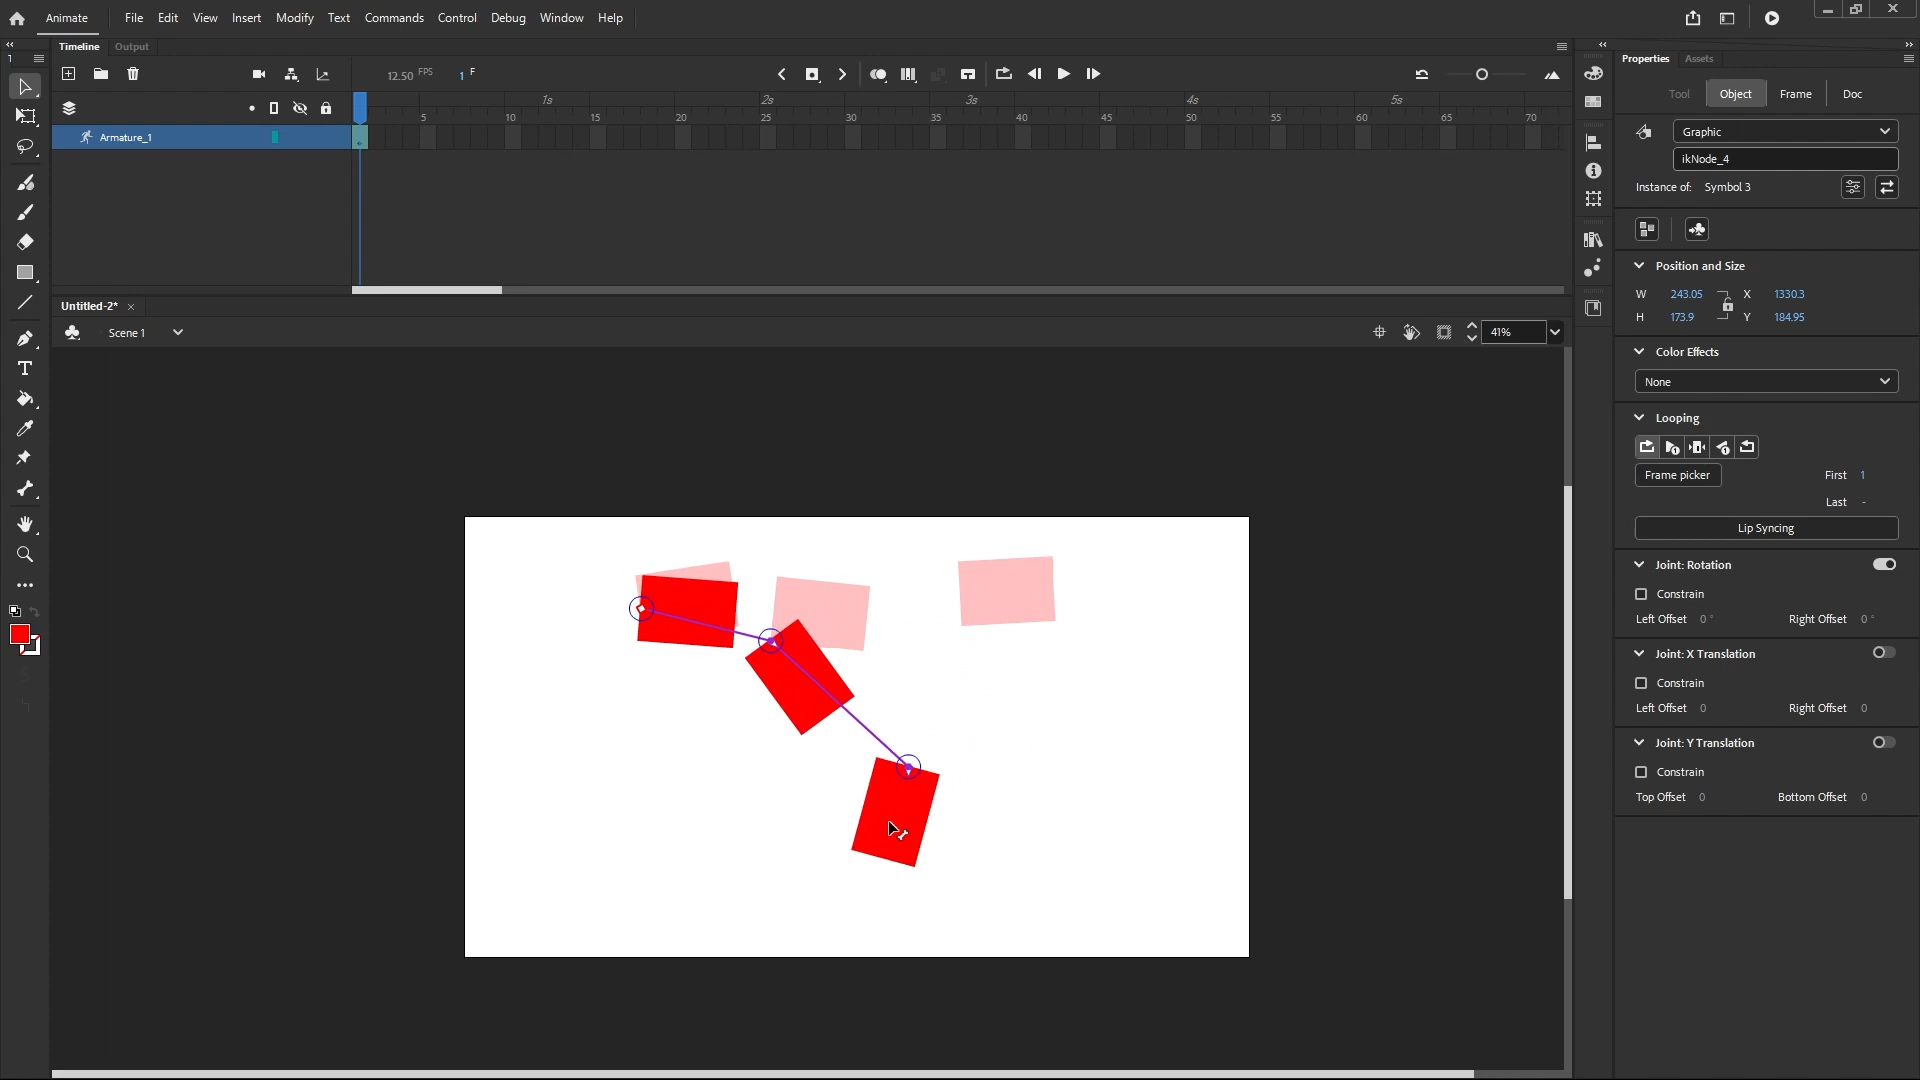 Animate File Edit View Insert Modify Text Commands Control Debug Window Help
Timeline Output
12.50 FPS 1 F
1s 2s 3s 4s 5s
5 10 15 20 25 30 35 40 45 50 55 60 65 70
Armature_1
Untitled-2*
Scene 1
41%
Properties Assets
Tool Object Frame Doc
Graphic
ikNode_4
Instance of: Symbol 3
Position and Size
W 243.05 X 1330.3
H 173.9 Y 184.95
Color Effects
None
Looping
Frame picker First 1
Last -
Lip Syncing
Joint: Rotation
Constrain
Left Offset 0 ° Right Offset 0 °
Joint: X Translation
Constrain
Left Offset 0 Right Offset 0
Joint: Y Translation
Constrain
Top Offset 0 Bottom Offset 0